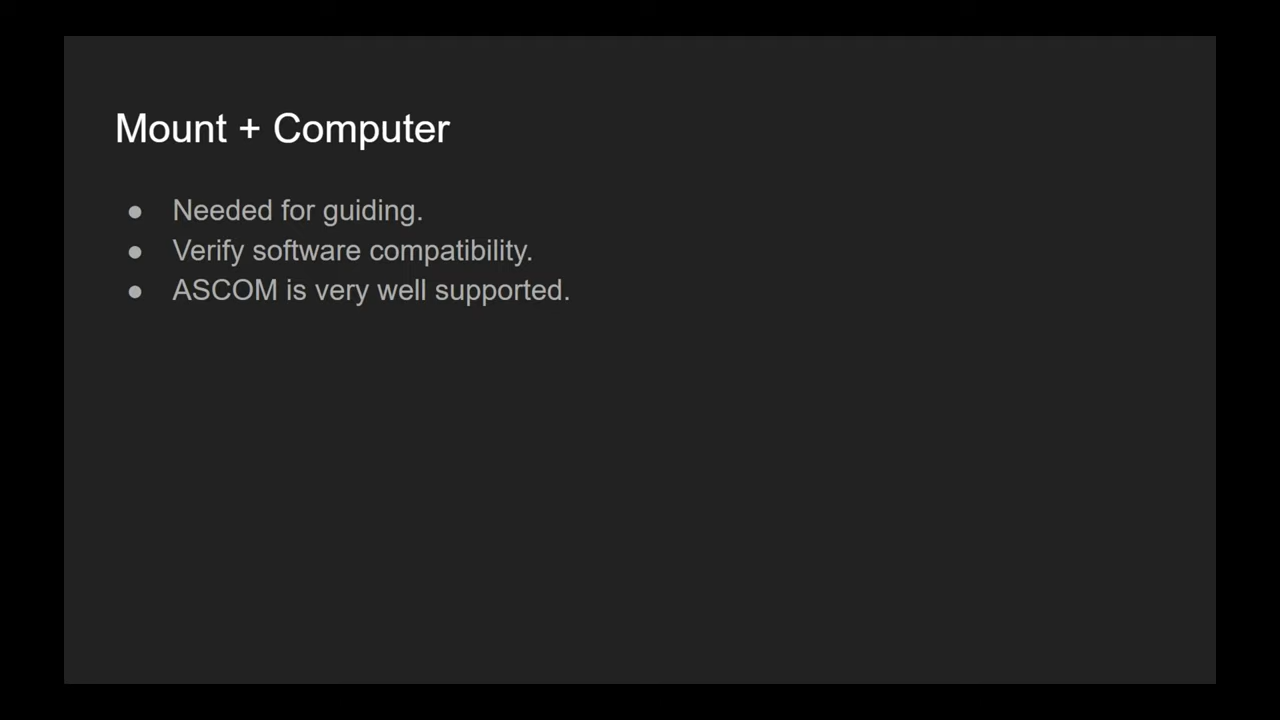 Mount + Computer
● Needed for guiding.
● Verify software compatibility.
● ASCOM is very well supported.